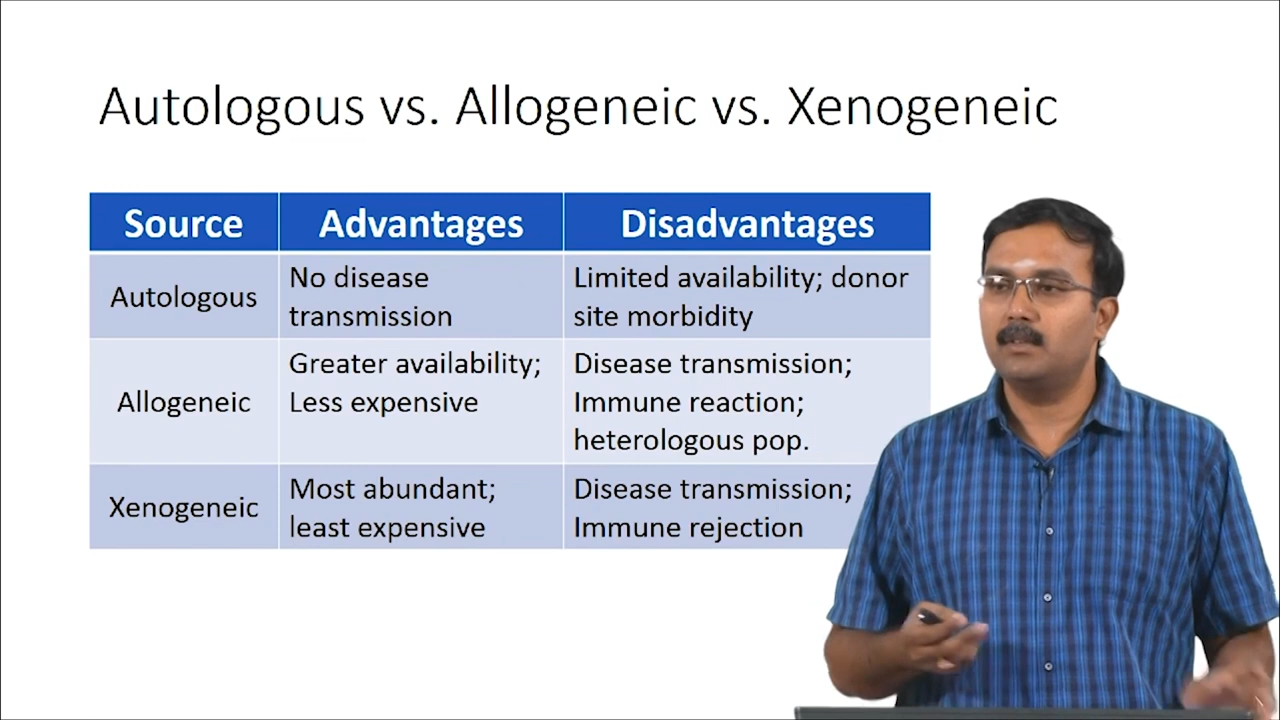 Autologous vs. Allogeneic vs. Xenogeneic
Source Advantages Disadvantages
Autologous
No disease
transmission
Limited availability; donor
site morbidity
Allogeneic
Greater availability;
Less expensive
Disease transmission;
Immune reaction;
heterologous pop.
Xenogeneic
Most abundant;
least expensive
Disease transmission;
Immune rejection